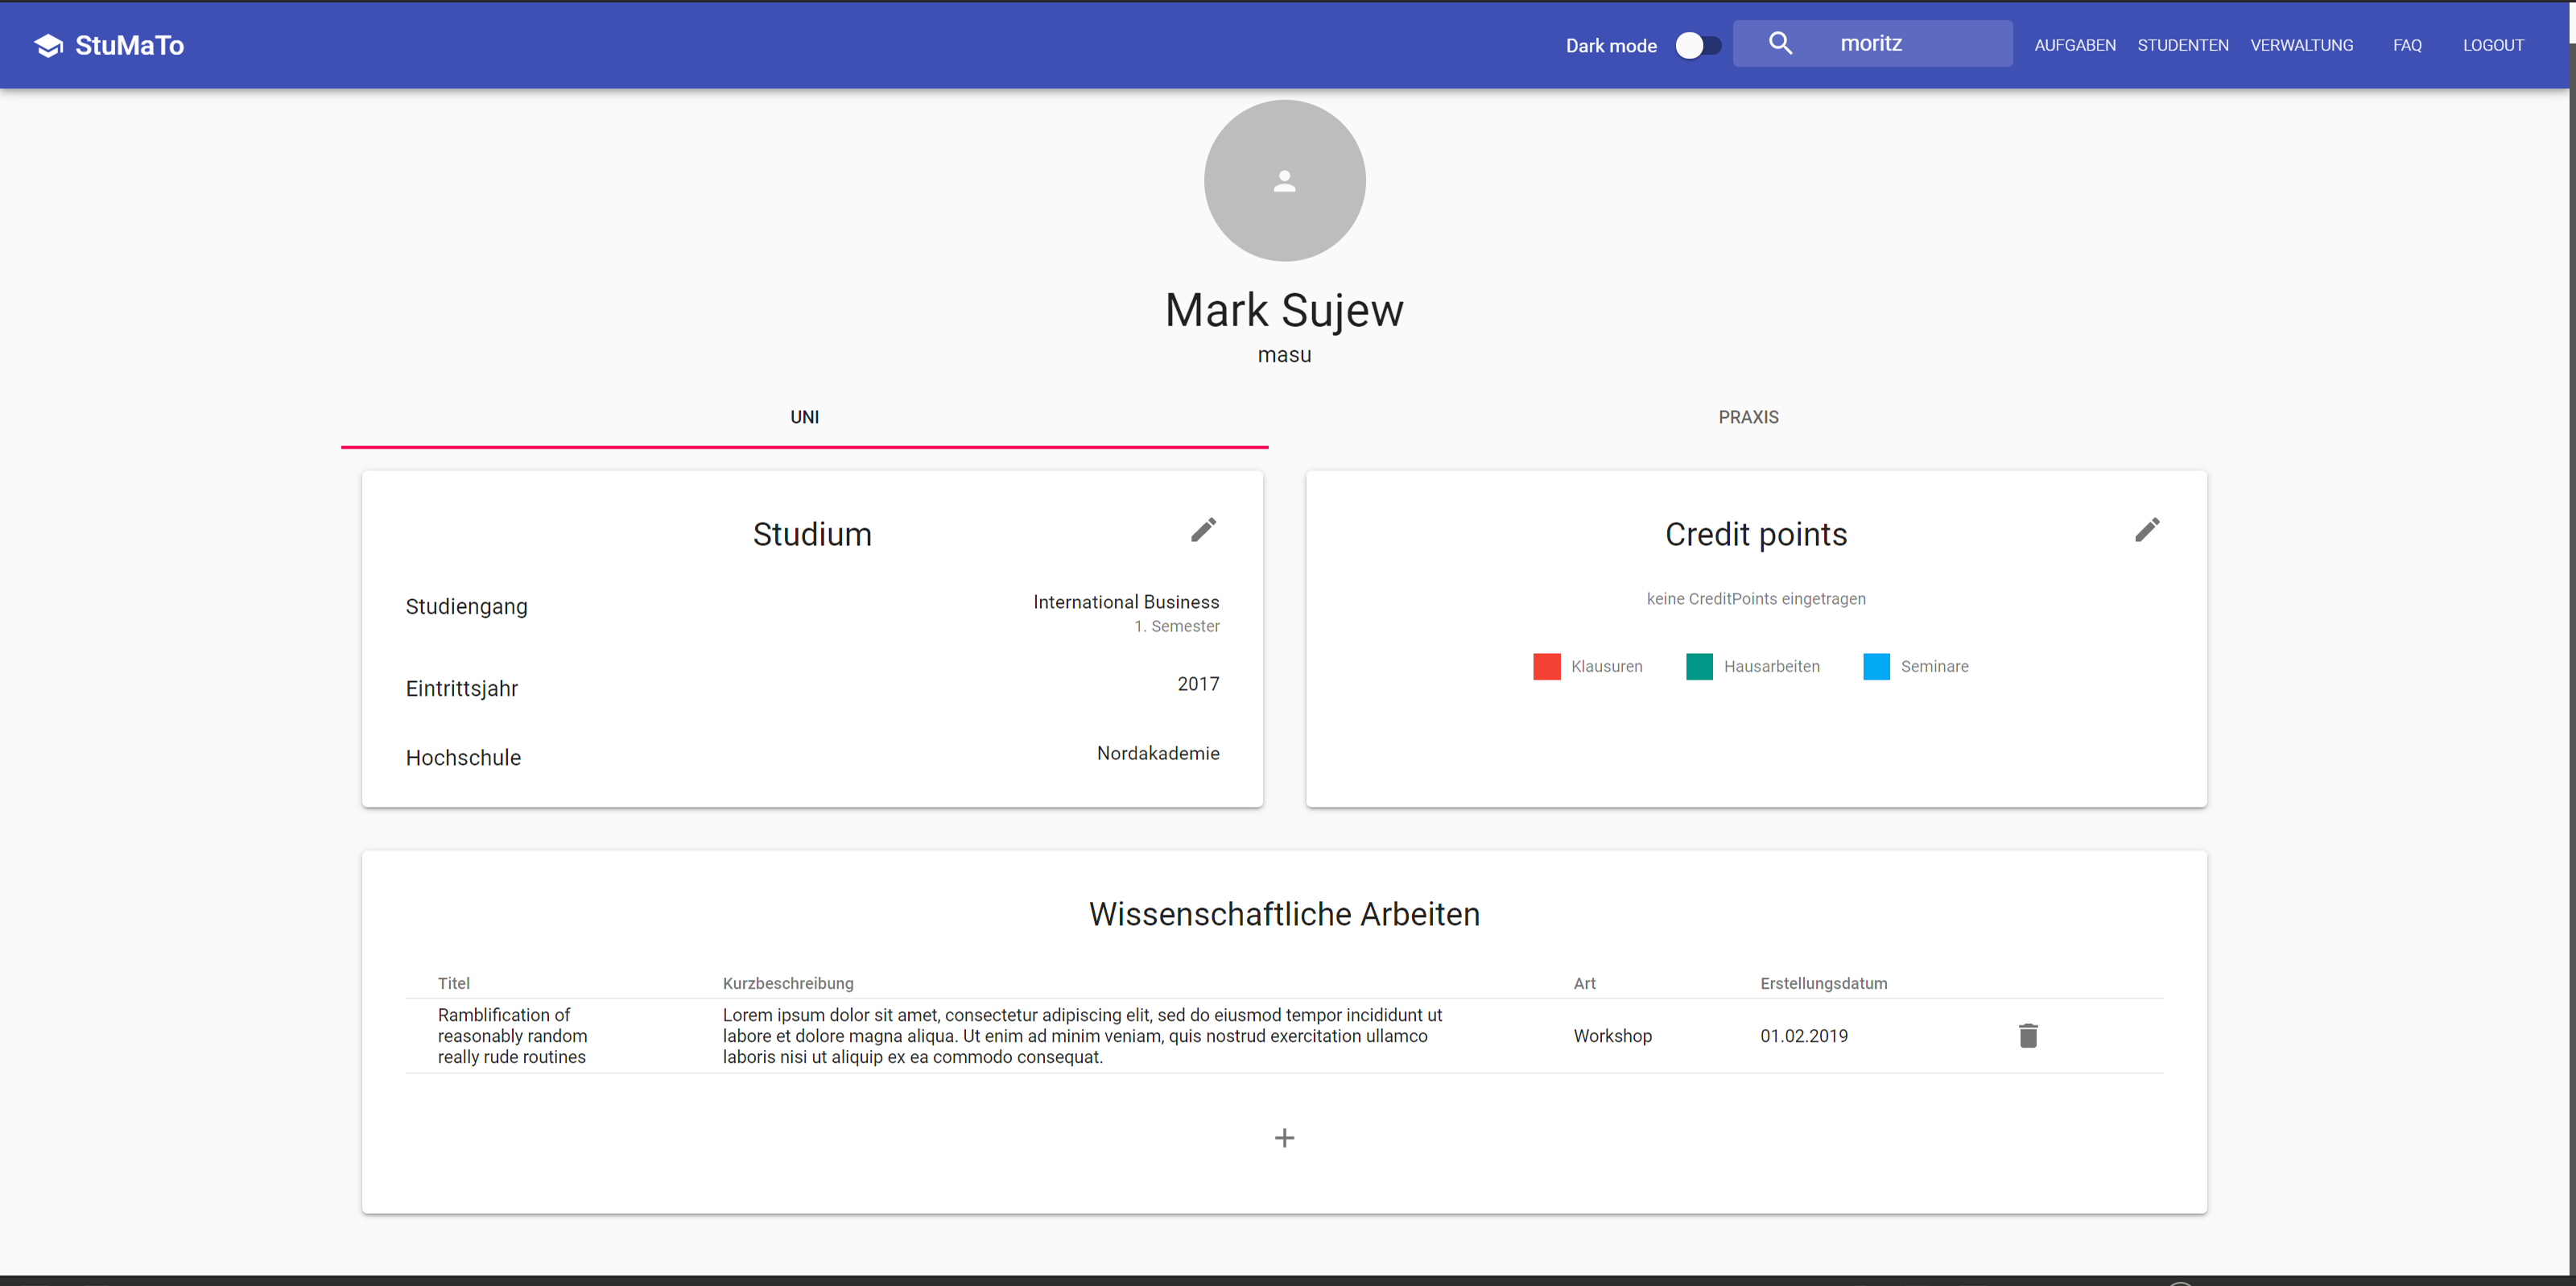 StuMaTo
Dark mode
moritz
AUFGABEN
STUDENTEN
VERWALTUNG
FAQ
LOGOUT
Mark Sujew
masu
UNI
PRAXIS
Studium
Studiengang
International Business
1. Semester
Eintrittsjahr
2017
Hochschule
Nordakademie
Credit points
keine CreditPoints eingetragen
Klausuren
Hausarbeiten
Seminare
Wissenschaftliche Arbeiten
Titel
Kurzbeschreibung
Art
Erstellungsdatum
Ramblification of
reasonably random
really rude routines
Lorem ipsum dolor sit amet, consectetur adipiscing elit, sed do eiusmod tempor incididunt ut
labore et dolore magna aliqua. Ut enim ad minim veniam, quis nostrud exercitation ullamco
laboris nisi ut aliquip ex ea commodo consequat.
Workshop
01.02.2019